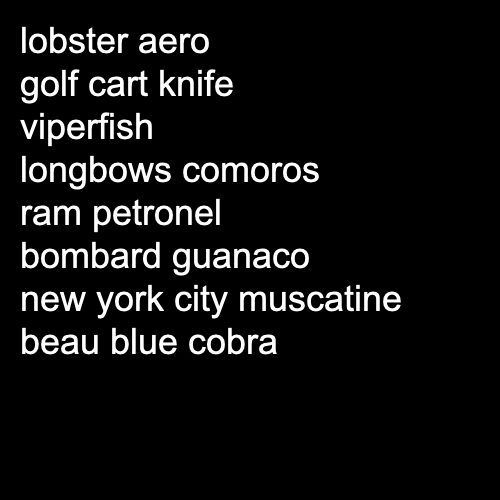 lobster aero
golf cart knife
viperfish
longbows comoros
ram petronel
bombard guanaco
new york city muscatine
beau blue cobra